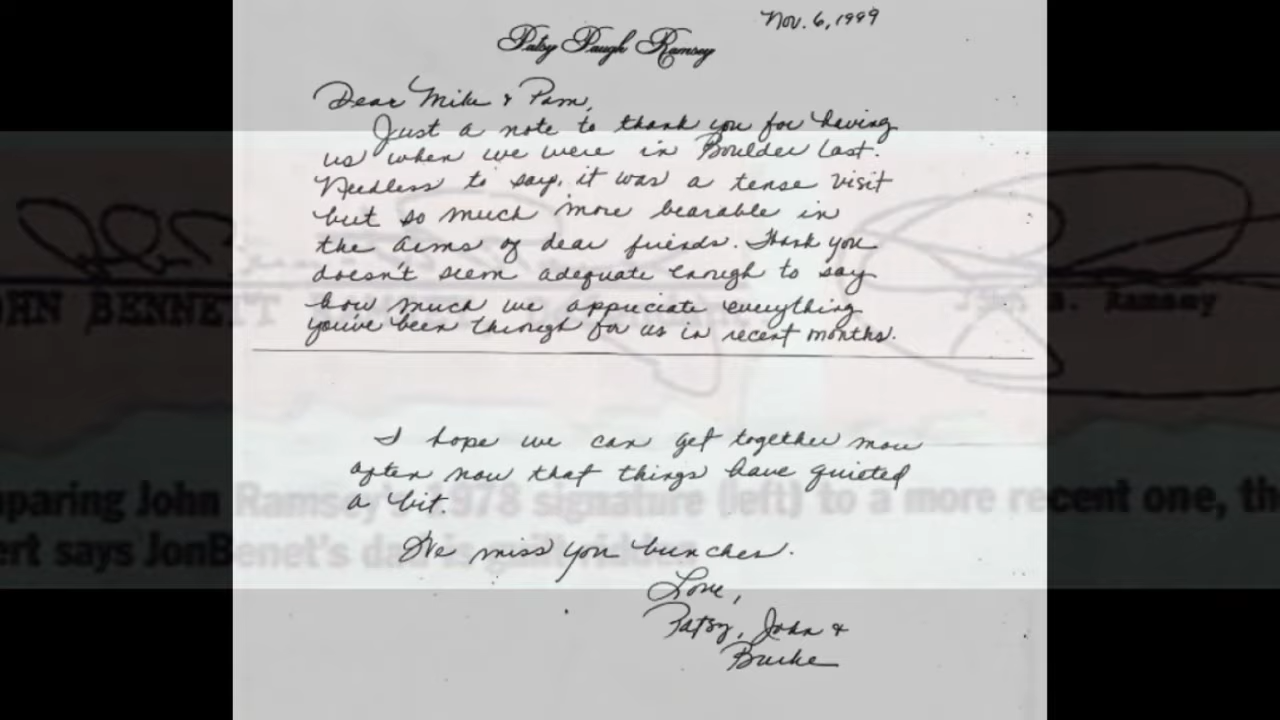 Nov. 6, 1999
Patsy Paugh Ramsey
Dear Mike & Pam,
Just a note to thank you for having
us when we were in Boulder last.
Needless to say, it was a tense visit
but so much more bearable in
the arms of dear friends. Thank you
doesn't seem adequate enough to say
how much we appreciate everything
you've been through for us in recent months.
OHN BENNETT
John B. Ramsey
I hope we can get together more
often now that things have quieted
a bit.
mparing John Ramsey's 1978 signature (left) to a more recent one, th
ert says JonBenet's dad is guilt
We miss you bunches.
Love,
Patsy, John &
Burke